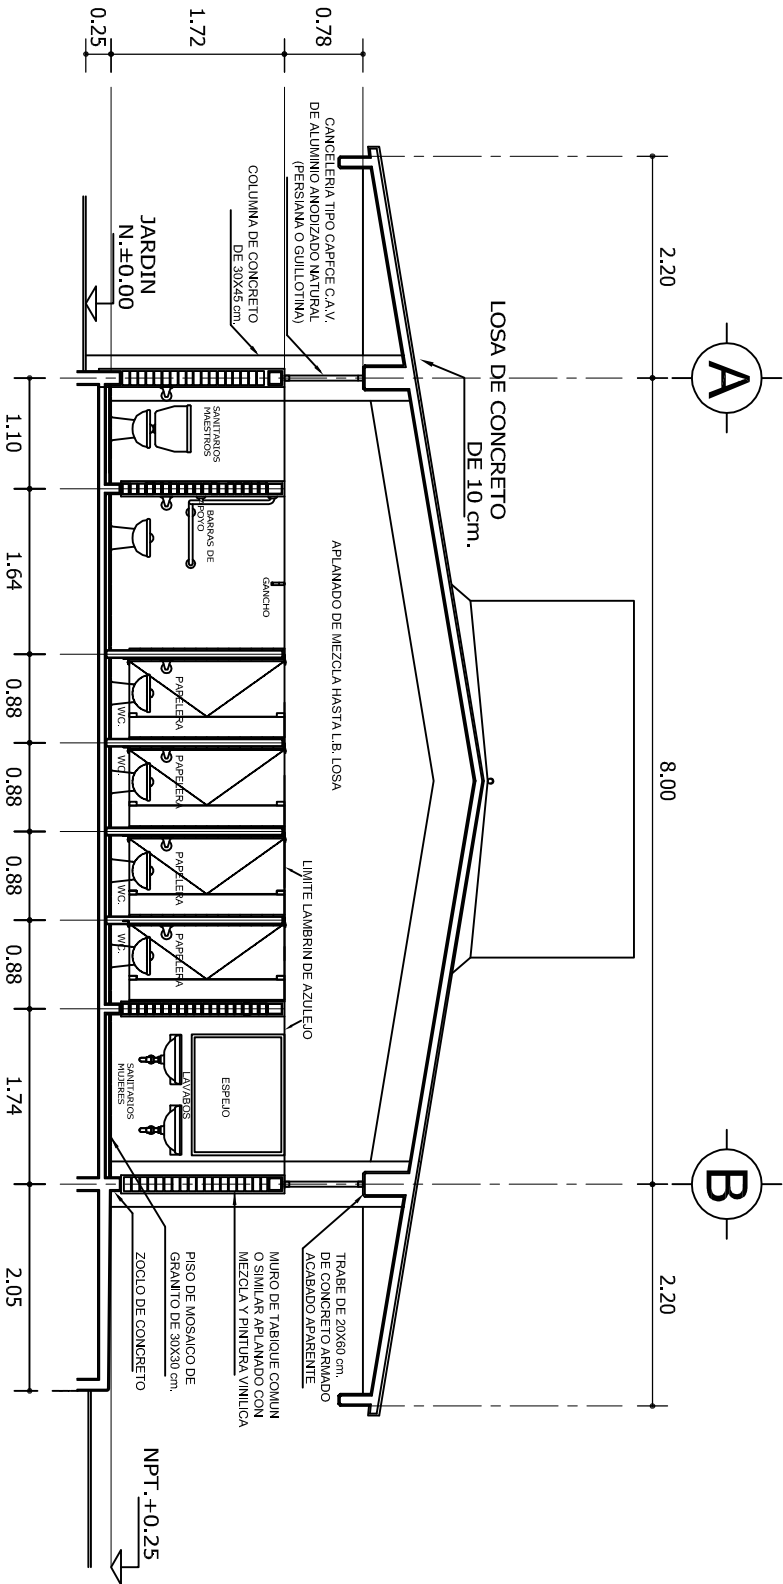 A
B
2.20
8.00
2.20
LOSA DE CONCRETO
DE 10 cm.
0.78
1.72
0.25
CANCELERIA TIPO CAPFCE C.A.V.
DE ALUMINIO ANODIZADO NATURAL
(PERSIANA O GUILLOTINA)
COLUMNA DE CONCRETO
DE 30X45 cm.
JARDIN
N.±0.00
APLANADO DE MEZCLA HASTA L.B. LOSA
LIMITE LAMBRIN DE AZULEJO
SANITARIOS
MAESTROS
BARRAS DE
APOYO
GANCHO
PAPELERA
WC.
PAPELERA
WC.
PAPELERA
WC.
PAPELERA
WC.
ESPEJO
LAVABOS
SANITARIOS
MUJERES
TRABE DE 20X60 cm.
DE CONCRETO ARMADO
ACABADO APARENTE
MURO DE TABIQUE COMUN
O SIMILAR APLANADO CON
MEZCLA Y PINTURA VINILICA
PISO DE MOSAICO DE
GRANITO DE 30X30 cm.
ZOCLO DE CONCRETO
NPT.+0.25
1.10
1.64
0.88
0.88
0.88
0.88
1.74
2.05